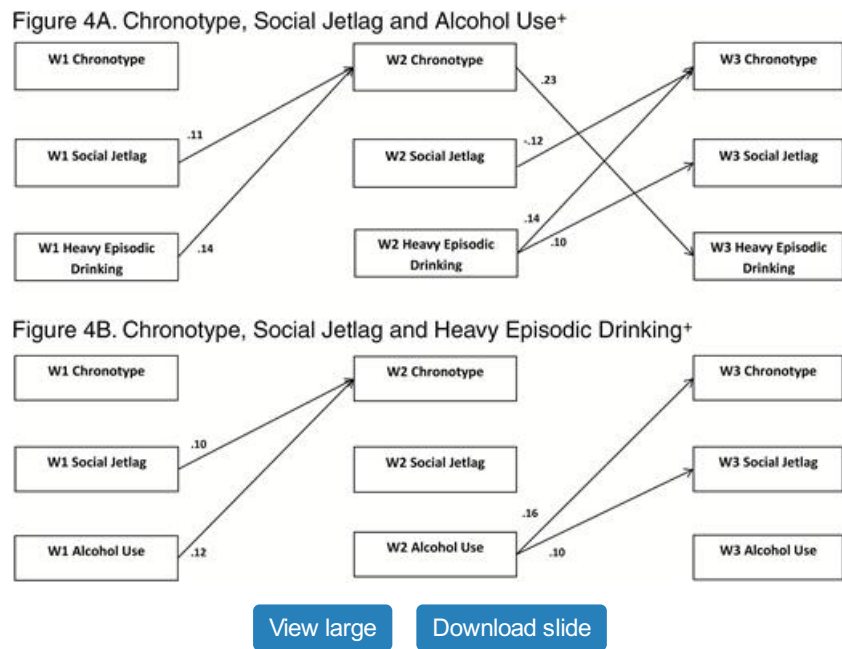 Figure 4A. Chronotype, Social Jetlag and Alcohol Use+
W1 Chronotype
W2 Chronotype
W3 Chronotype
.23
.11
W1 Social Jetlag
W2 Social Jetlag
-.12
W3 Social Jetlag
.14
W1 Heavy Episodic
Drinking
.14
W2 Heavy Episodic
Drinking
.10
W3 Heavy Episodic
Drinking
Figure 4B. Chronotype, Social Jetlag and Heavy Episodic Drinking+
W1 Chronotype
W2 Chronotype
W3 Chronotype
.10
W1 Social Jetlag
W2 Social Jetlag
W3 Social Jetlag
.16
W1 Alcohol Use
.12
W2 Alcohol Use
.10
W3 Alcohol Use
View large
Download slide